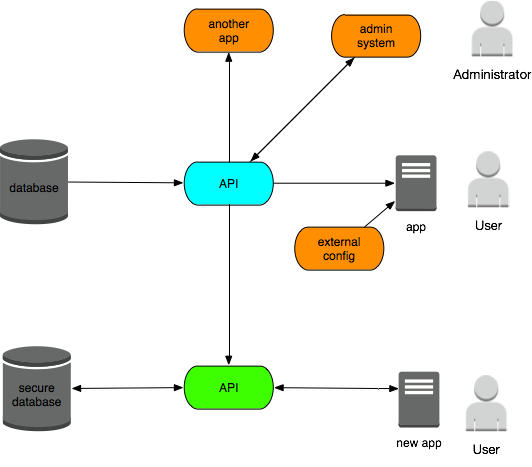 another
app
admin
system
Administrator
database
API
app
User
external
config
secure
database
API
new app
User